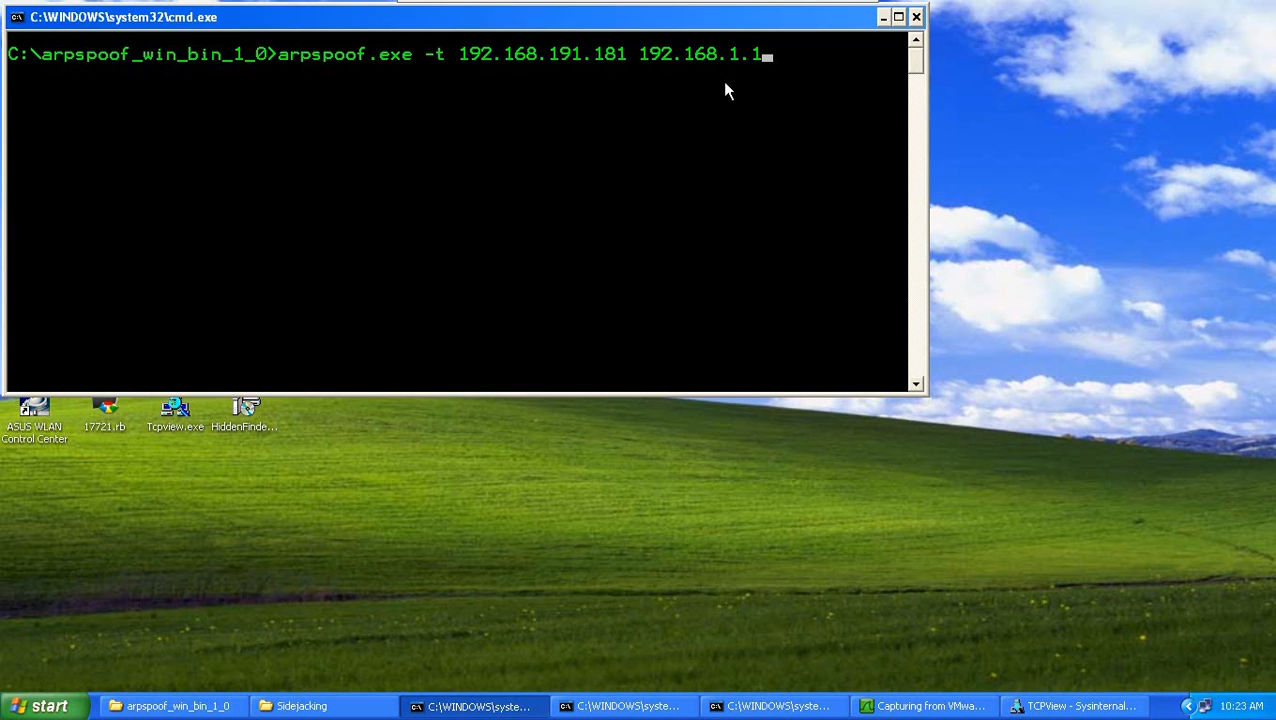 C:\WINDOWS\system32\cmd.exe
C:\arpspoof_win_bin_1_0>arpspoof.exe -t 192.168.191.181 192.168.1.1
ASUS WLAN
Control Center
17721.rb
Tcpview.exe
HiddenFinde...
start
arpspoof_win_bin_1_0
Sidejacking
C:\WINDOWS\syste...
C:\WINDOWS\syste...
C:\WINDOWS\syste...
Capturing from VMwa...
TCPView - Sysinternal...
10:23 AM